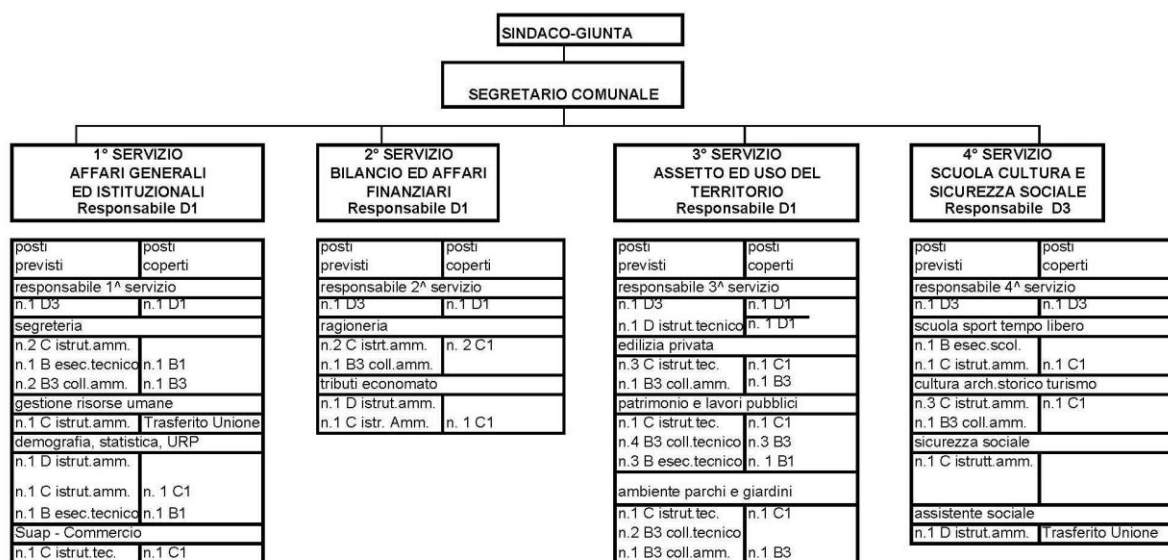 SINDACO-GIUNTA
SEGRETARIO COMUNALE
1° SERVIZIO
AFFARI GENERALI
ED ISTITUZIONALI
Responsabile D1
posti previsti posti coperti
responsabile 1^ servizio
n.1 D3 n.1 D1
segreteria
n.2 C istrut.amm.
n.1 B esec.tecnico n.1 B1
n.2 B3 coll.amm. n.1 B3
gestione risorse umane
n.1 C istrut.amm. Trasferito Unione
demografia, statistica, URP
n.1 D istrut.amm.
n.1 C istrut.amm. n. 1 C1
n.1 B esec.tecnico n.1 B1
Suap - Commercio
n.1 C istrut.tec. n.1 C1
2° SERVIZIO
BILANCIO ED AFFARI
FINANZIARI
Responsabile D1
posti previsti posti coperti
responsabile 2^ servizio
n.1 D3 n.1 D1
ragioneria
n.2 C istrt.amm. n. 2 C1
n.1 B3 coll.amm.
tributi economato
n.1 D istrut.amm.
n.1 C istr. Amm. n. 1 C1
3° SERVIZIO
ASSETTO ED USO DEL
TERRITORIO
Responsabile D1
posti previsti posti coperti
responsabile 3^ servizio
n.1 D3 n.1 D1
n.1 D istrut.tecnico n. 1 D1
edilizia privata
n.3 C istrut.tec. n.1 C1
n.1 B3 coll.amm. n.1 B3
patrimonio e lavori pubblici
n.1 C istrut.tec. n.1 C1
n.4 B3 coll.tecnico n.3 B3
n.3 B esec.tecnico n. 1 B1
ambiente parchi e giardini
n.1 C istrut.tec. n.1 C1
n.2 B3 coll.tecnico
n.1 B3 coll.amm. n.1 B3
4° SERVIZIO
SCUOLA CULTURA E
SICUREZZA SOCIALE
Responsabile D3
posti previsti posti coperti
responsabile 4^ servizio
n.1 D3 n.1 D3
scuola sport tempo libero
n.1 B esec.scol.
n.1 C istrut.amm. n.1 C1
cultura arch.storico turismo
n.3 C istrut.amm. n.1 C1
n.1 B3 coll.amm.
sicurezza sociale
n.1 C istrutt.amm.
assistente sociale
n.1 D istrut.amm. Trasferito Unione